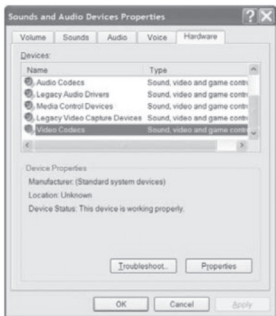 Sounds and Audio Devices Properties
Volume Sounds Audio Voice Hardware
Devices:
Name Type
Audio Codecs Sound, video and game contr
Legacy Audio Drivers Sound, video and game contr
Media Control Devices Sound, video and game contr
Legacy Video Capture Devices Sound, video and game contr
Video Codecs Sound, video and game contr
Device Properties
Manufacturer: (Standard system devices)
Location: Unknown
Device Status: This device is working properly.
Troubleshoot... Properties
OK Cancel Apply